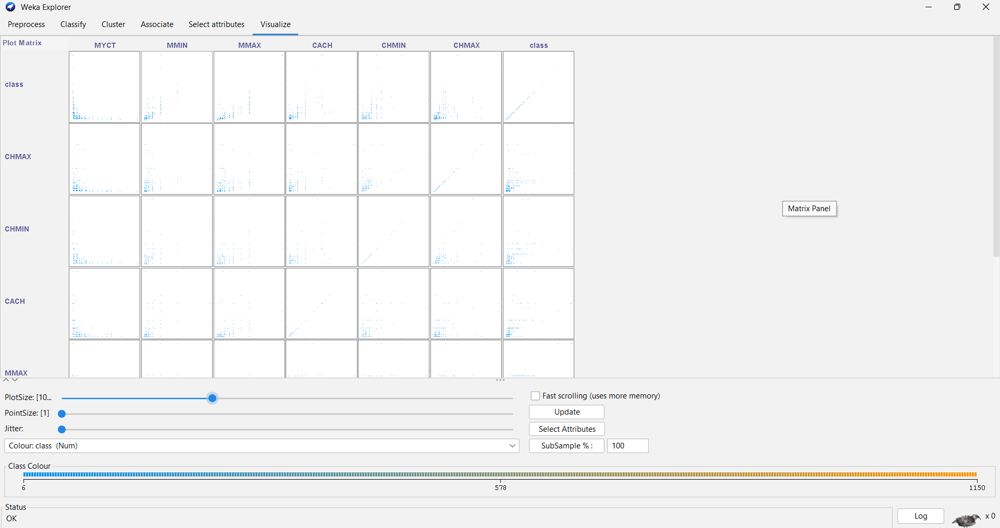 Weka Explorer
Preprocess Classify Cluster Associate Select attributes Visualize
Plot Matrix
MYCT MMIN MMAX CACH CHMIN CHMAX class
class
CHMAX
Matrix Panel
CHMIN
CACH
MMAX
PlotSize: [10...
Fast scrolling (uses more memory)
PointSize: [1]
Update
Jitter:
Select Attributes
Colour: class (Num)
SubSample % : 100
Class Colour
6 578 1150
Status
OK
Log x 0